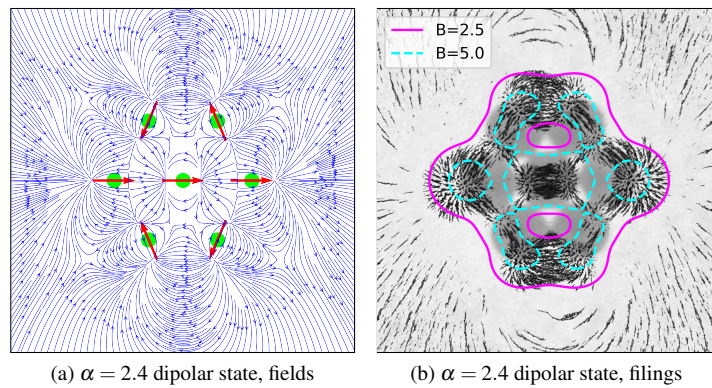 B=2.5
B=5.0
(a) α = 2.4 dipolar state, fields
(b) α = 2.4 dipolar state, filings